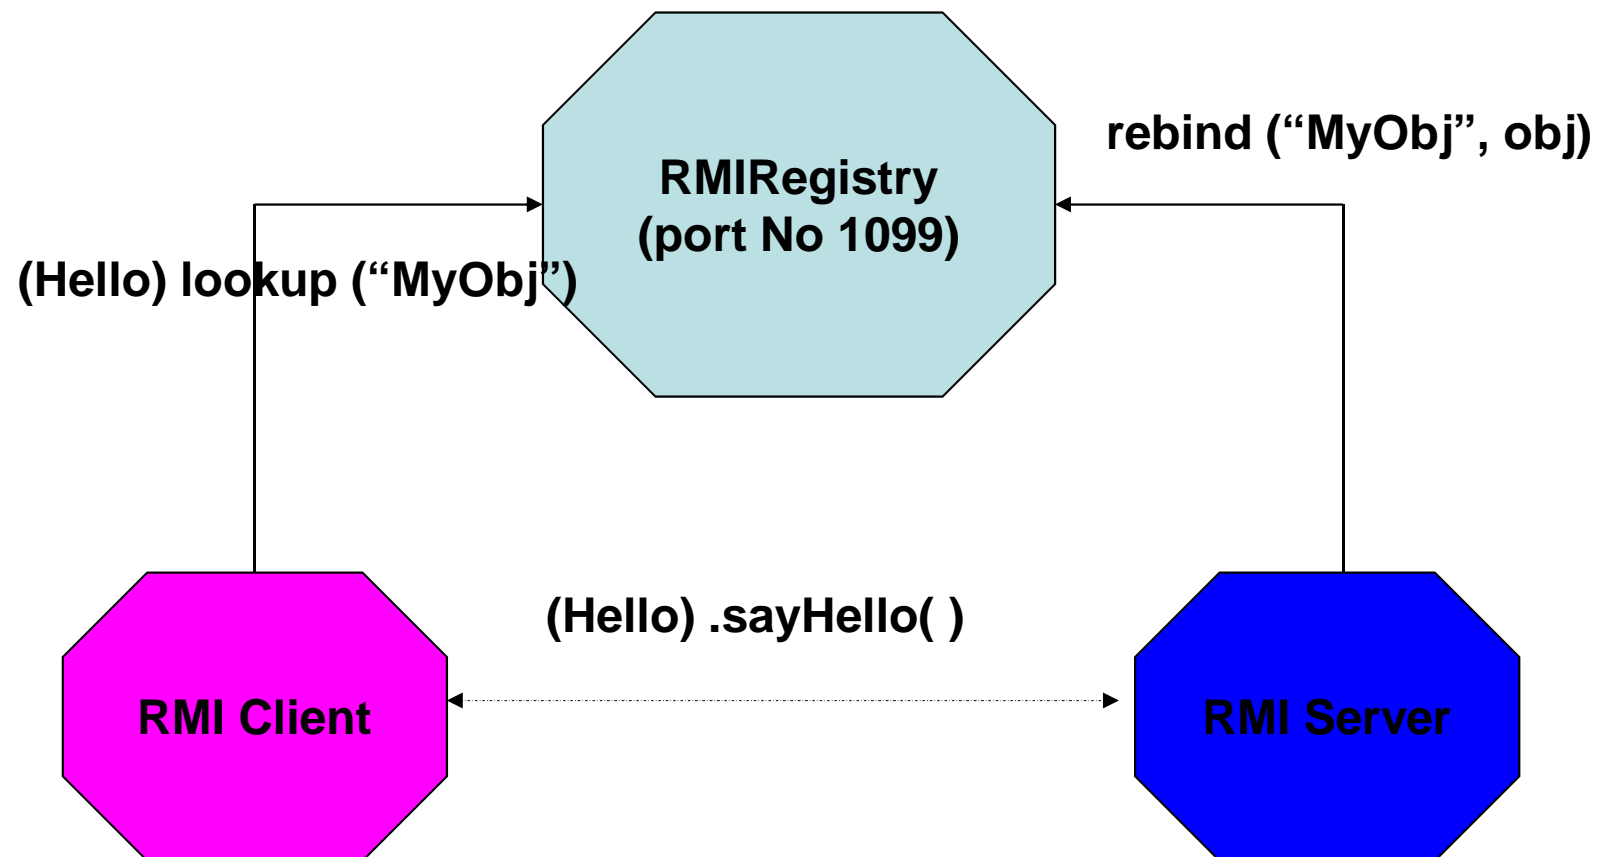 rebind (“MyObj”, obj)
RMIRegistry
(port No 1099)
(Hello) lookup (“MyObj”)
(Hello) .sayHello( )
RMI Client
RMI Server